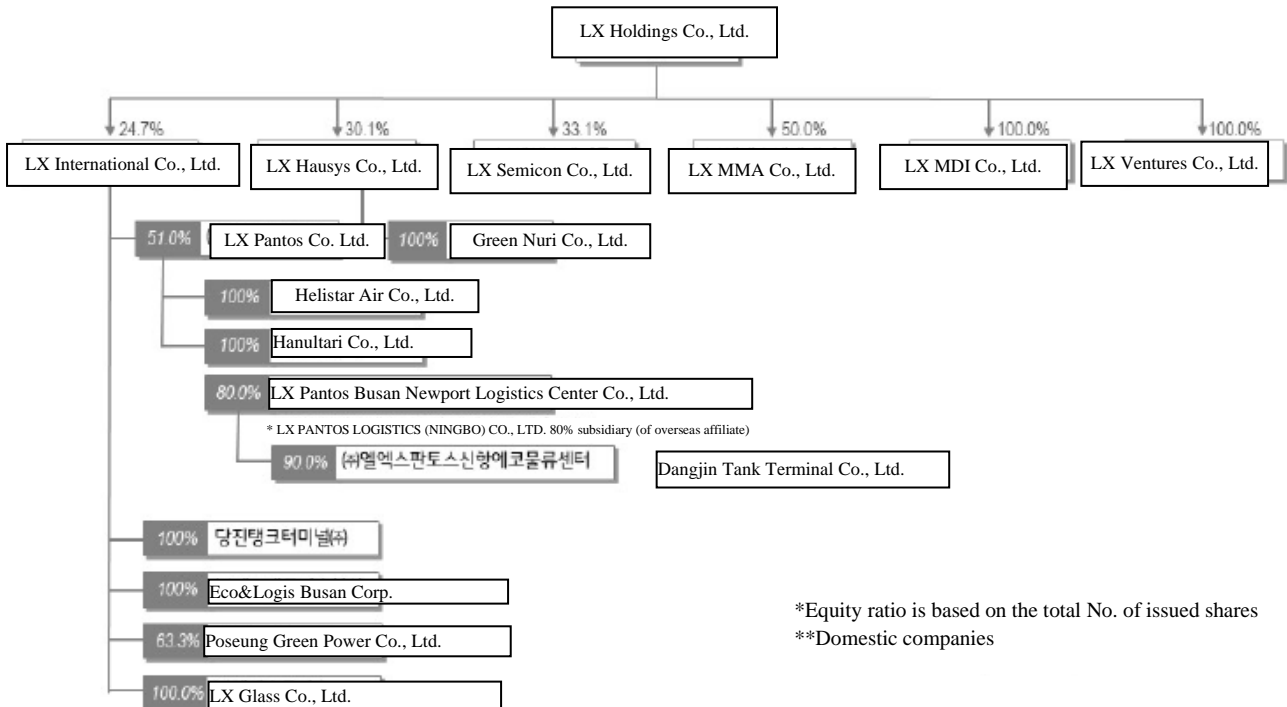 LX Holdings Co., Ltd.
24.7%
30.1%
33.1%
50.0%
100.0%
100.0%
LX International Co., Ltd.
LX Hausys Co., Ltd.
LX Semicon Co., Ltd.
LX MMA Co., Ltd.
LX MDI Co., Ltd.
LX Ventures Co., Ltd.
51.0% LX Pantos Co. Ltd.
100% Green Nuri Co., Ltd.
100% Helistar Air Co., Ltd.
100% Hanultari Co., Ltd.
80.0% LX Pantos Busan Newport Logistics Center Co., Ltd.
* LX PANTOS LOGISTICS (NINGBO) CO., LTD. 80% subsidiary (of overseas affiliate)
90.0% ㈜엘엑스판토스신항에코물류센터
Dangjin Tank Terminal Co., Ltd.
100% 당진탱크터미널㈜
100% Eco&Logis Busan Corp.
63.3% Poseung Green Power Co., Ltd.
100.0% LX Glass Co., Ltd.
*Equity ratio is based on the total No. of issued shares
**Domestic companies